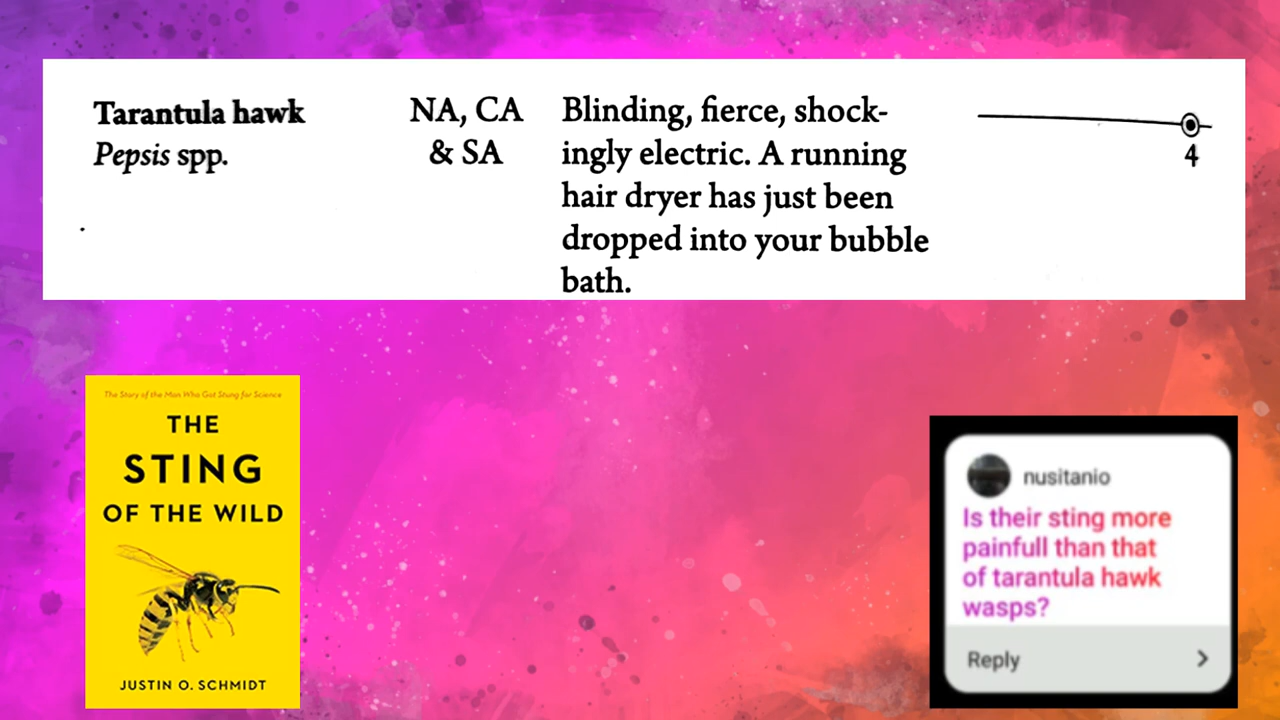 Tarantula hawk
Pepsis spp.
NA, CA
& SA
Blinding, fierce, shock-
ingly electric. A running
hair dryer has just been
dropped into your bubble
bath.
4
The Story of the Man Who Got Stung for Science
THE
STING
OF THE WILD
JUSTIN O. SCHMIDT
nusitanio
Is their sting more
painfull than that
of tarantula hawk
wasps?
Reply